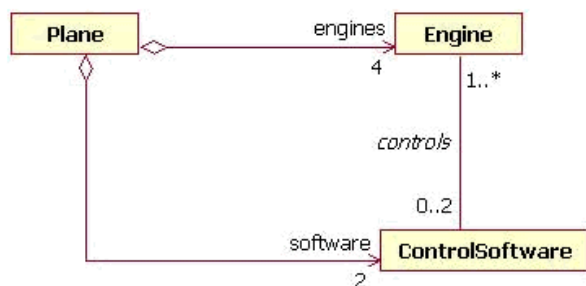 Plane
engines
Engine
4
1..*
controls
0..2
software
ControlSoftware
2